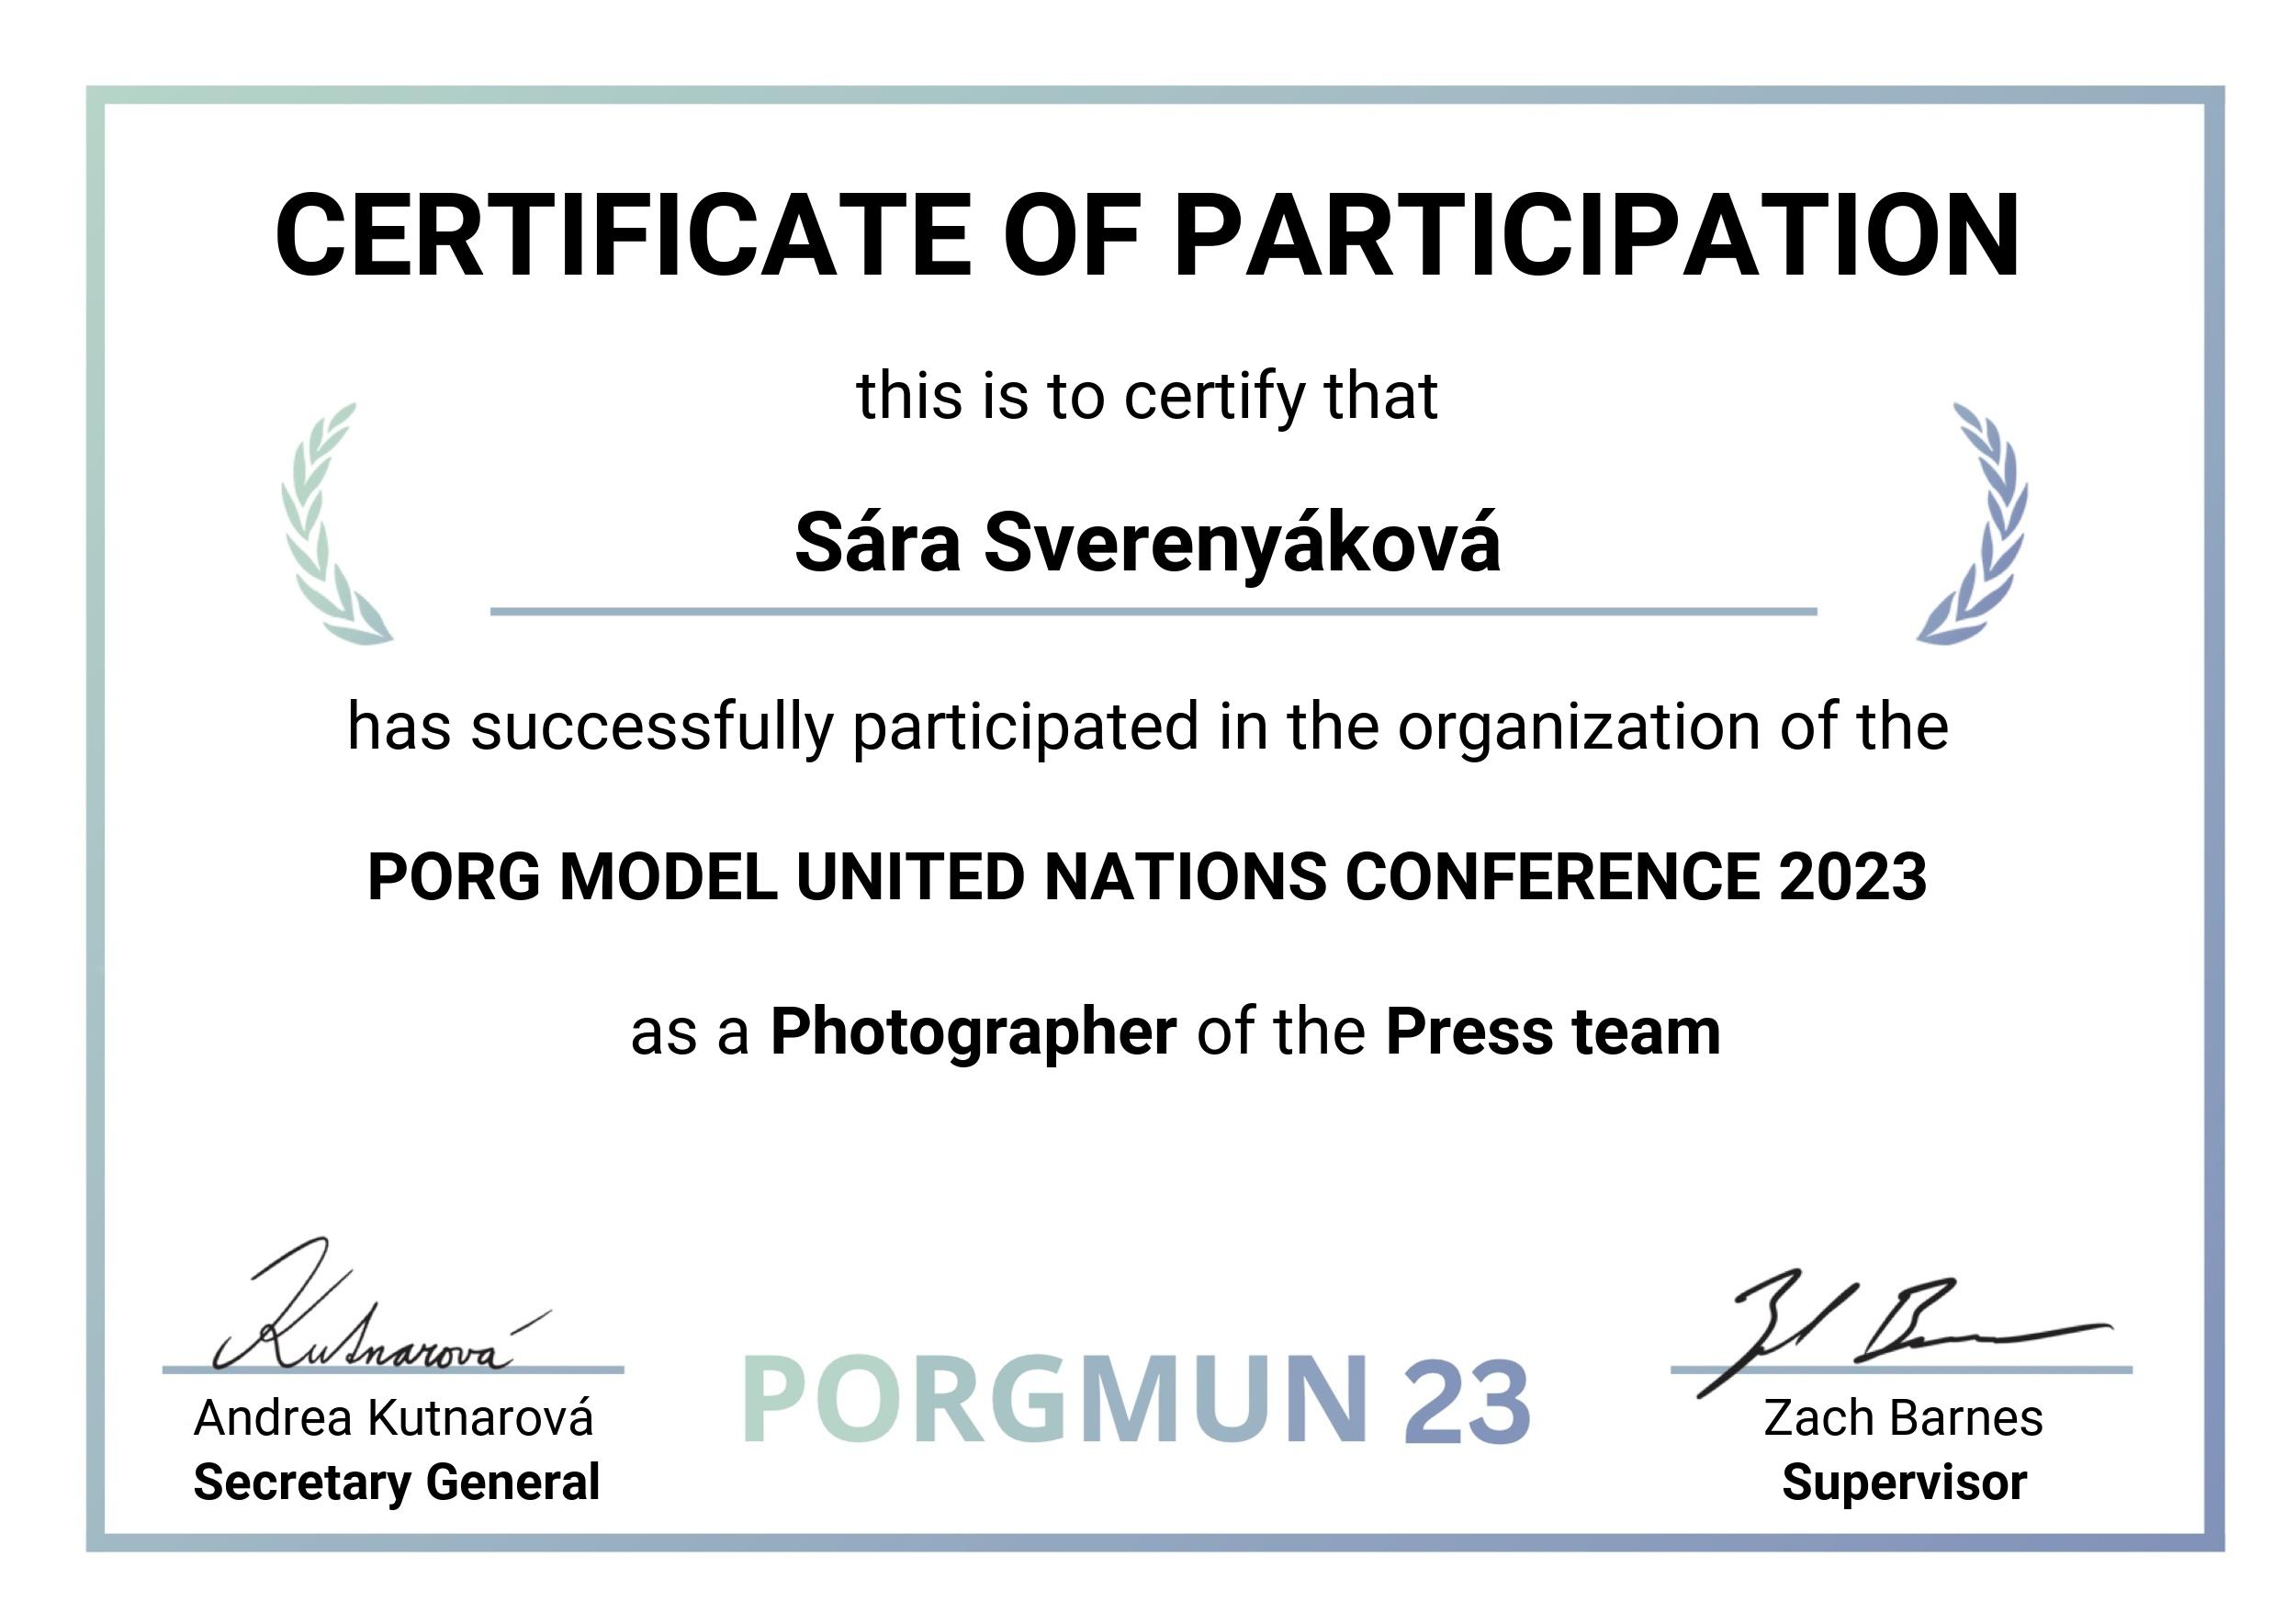 CERTIFICATE OF PARTICIPATION
this is to certify that
Sára Sverenyáková
has successfully participated in the organization of the
PORG MODEL UNITED NATIONS CONFERENCE 2023
as a Photographer of the Press team
Kutnarová
Andrea Kutnarová
Secretary General
PORGMUN 23
Zach Barnes
Supervisor